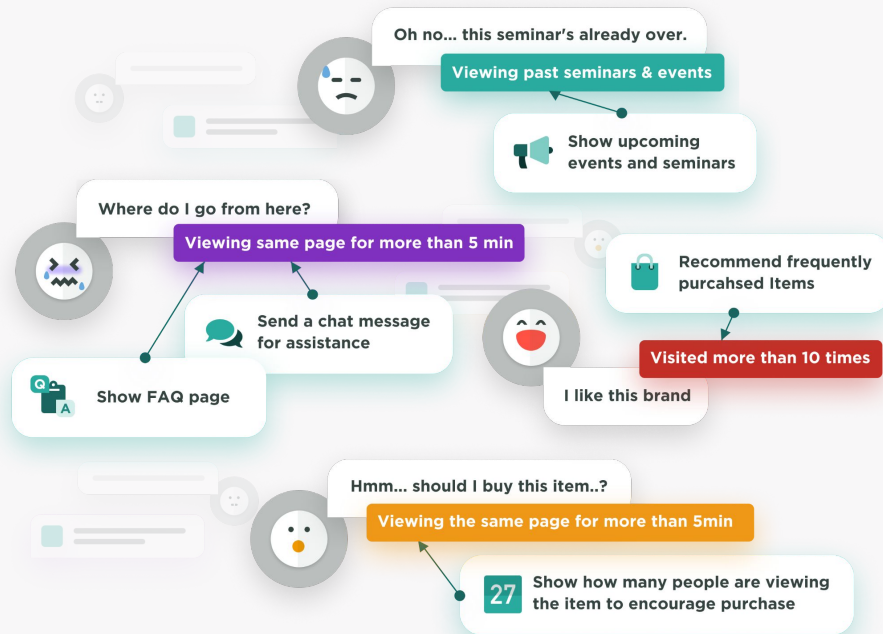 Oh no... this seminar's already over.
Viewing past seminars & events
Show upcoming
events and seminars
Where do I go from here?
Viewing same page for more than 5 min
Send a chat message
for assistance
Q
A
Show FAQ page
Recommend frequently
purcahsed Items
Visited more than 10 times
I like this brand
Hmm... should I buy this item..?
Viewing the same page for more than 5min
27
Show how many people are viewing
the item to encourage purchase